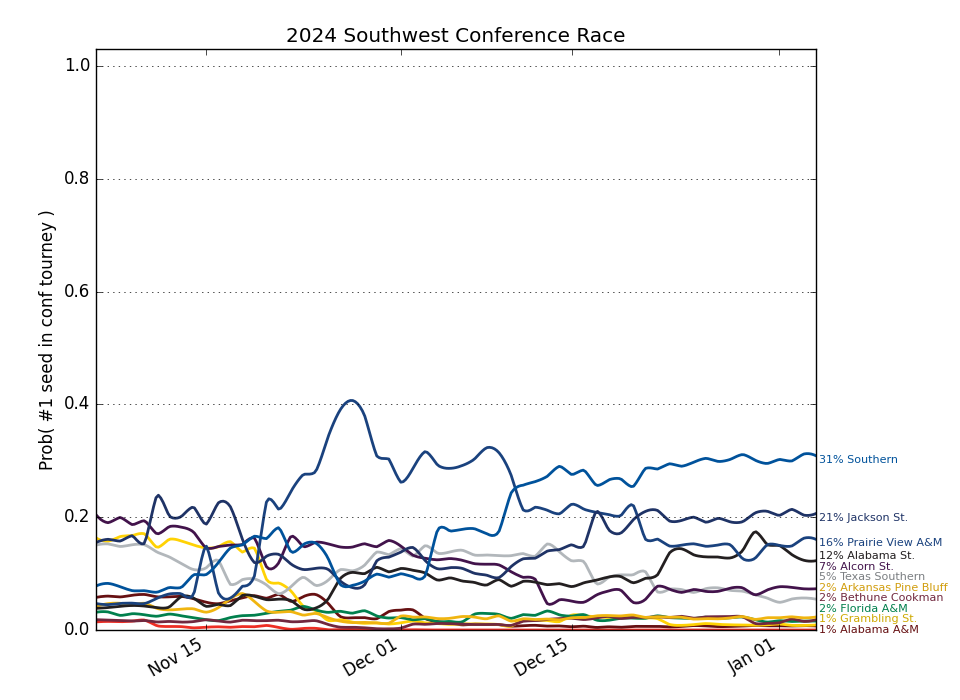 2024 Southwest Conference Race
Prob( #1 seed in conf tourney )
1.0
0.8
0.6
0.4
0.2
0.0
Nov 15
Dec 01
Dec 15
Jan 01
31% Southern
21% Jackson St.
16% Prairie View A&M
12% Alabama St.
7% Alcorn St.
5% Texas Southern
2% Arkansas Pine Bluff
2% Bethune Cookman
2% Florida A&M
1% Grambling St.
1% Alabama A&M